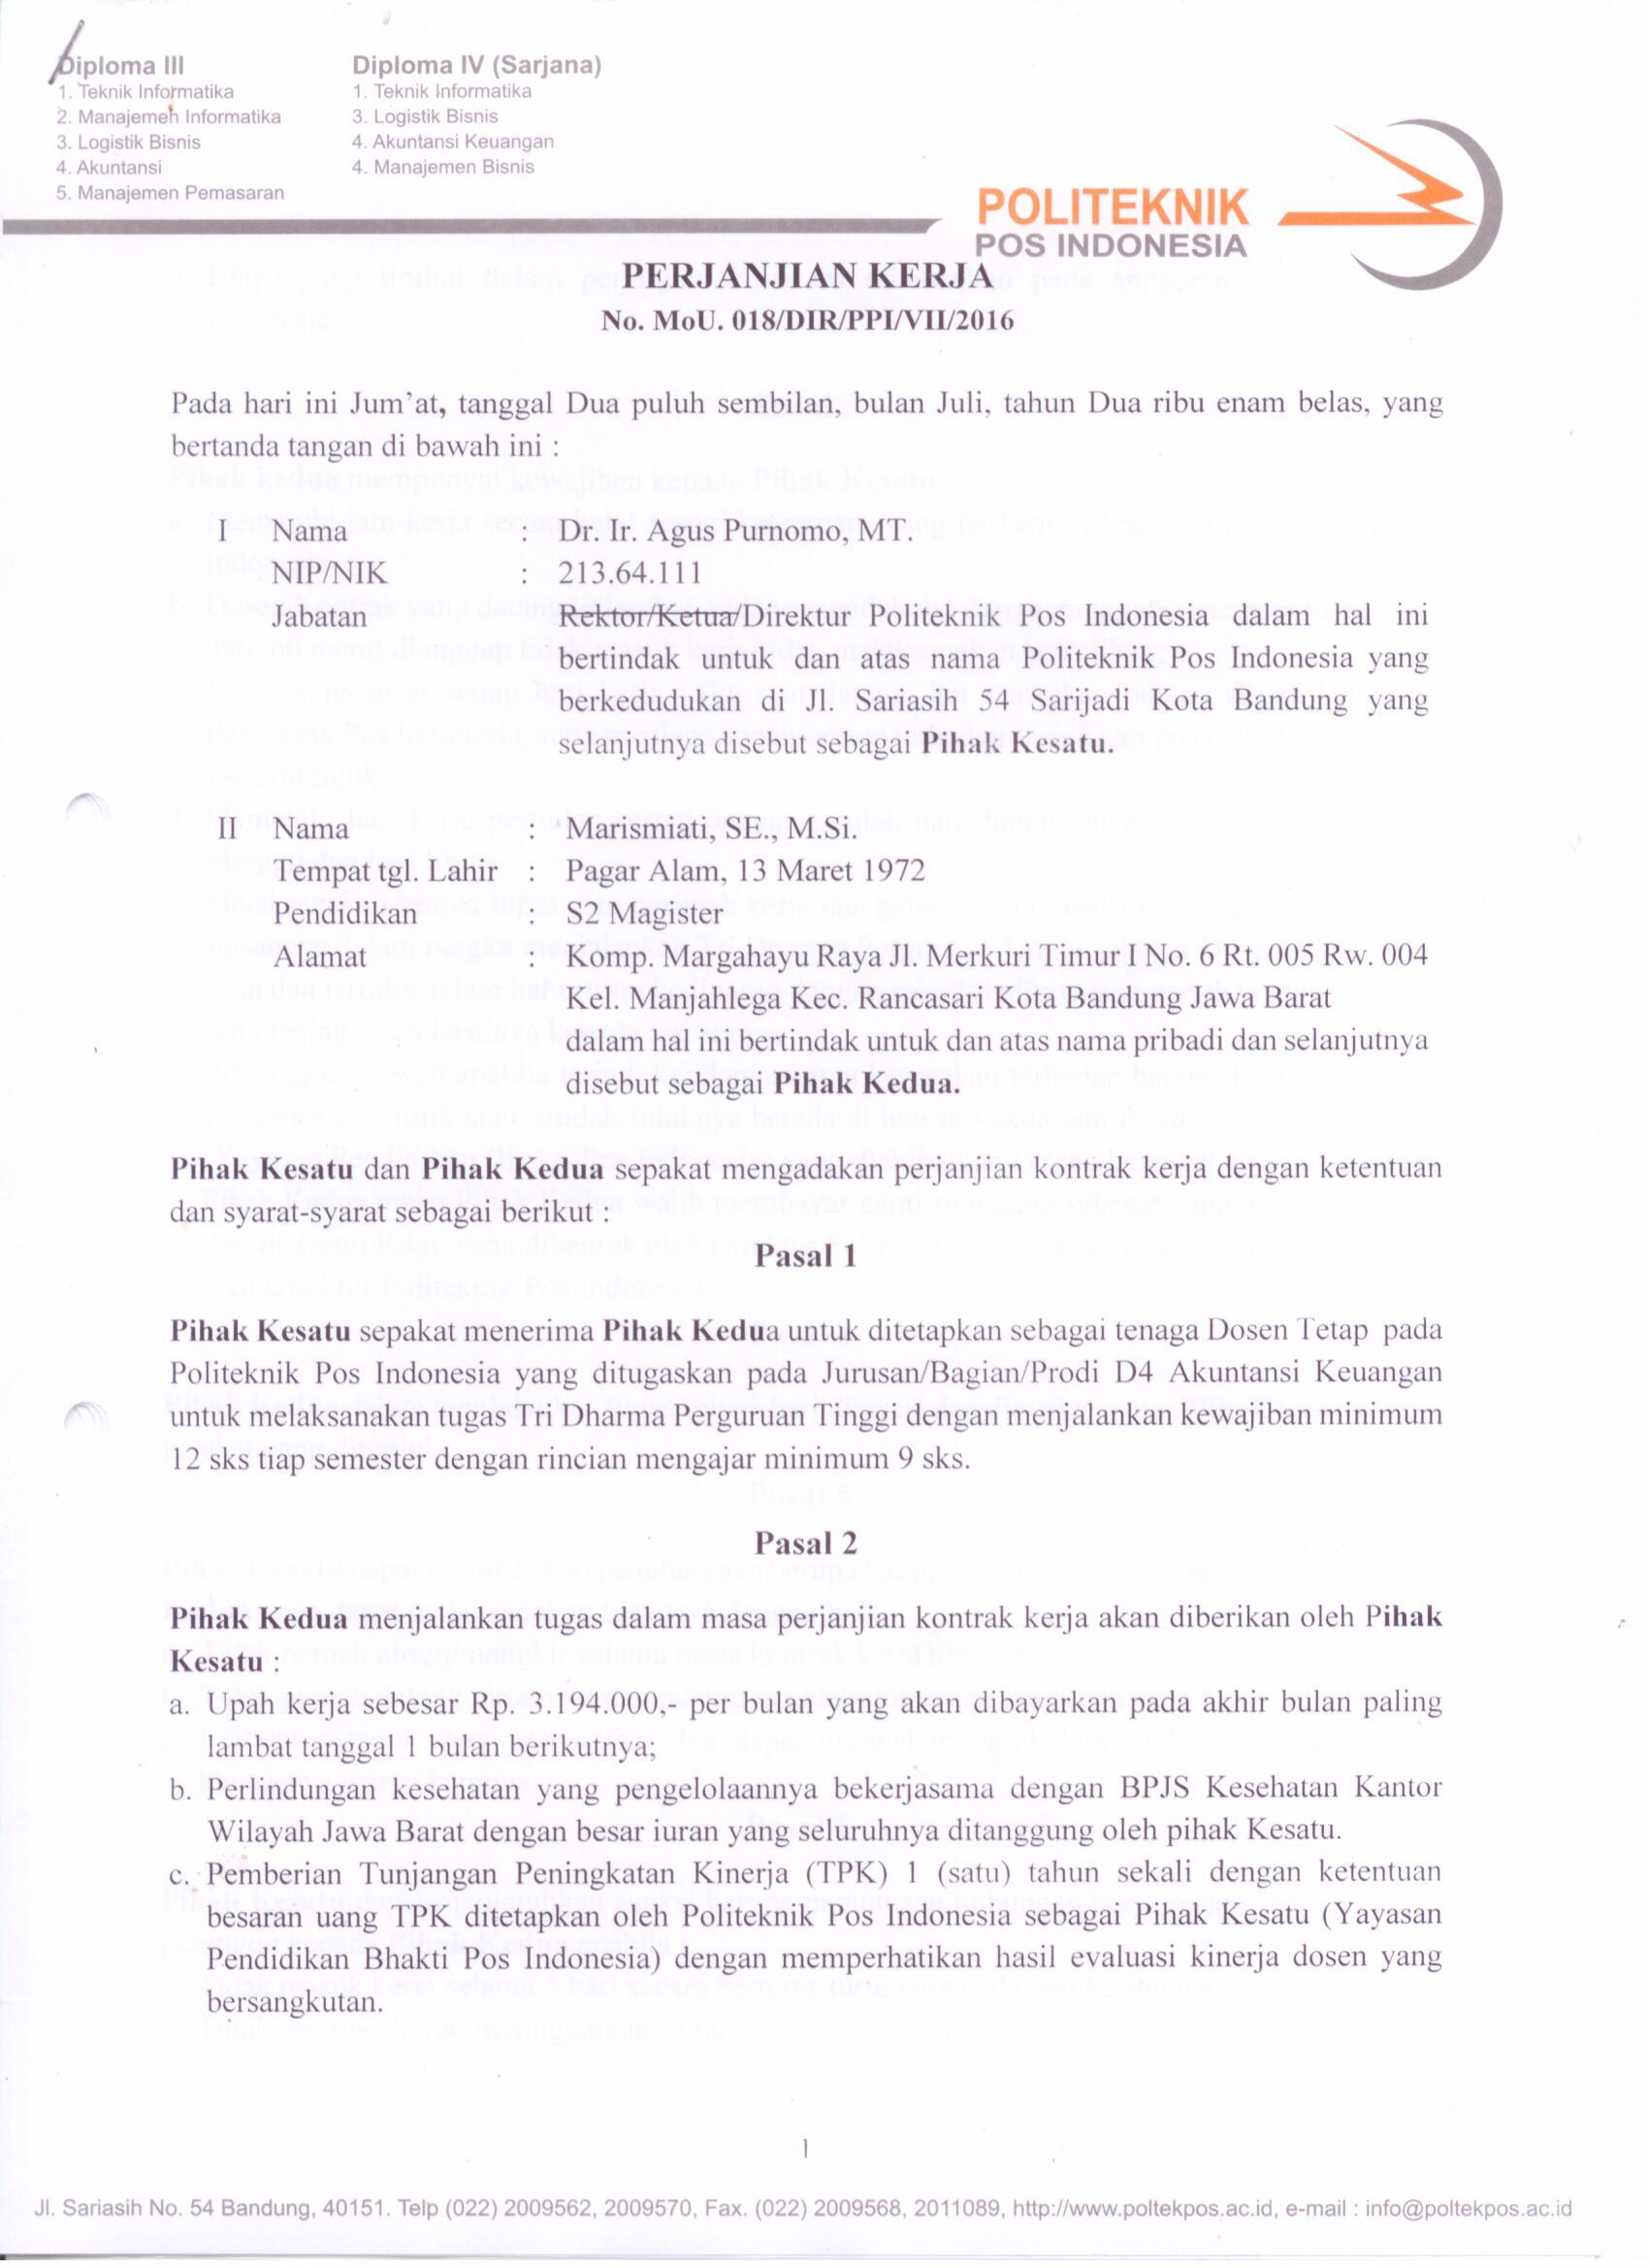 Diploma III
1. Teknik Informatika
2. Manajemen Informatika
3. Logistik Bisnis
4. Akuntansi
5. Manajemen Pemasaran
Diploma IV (Sarjana)
1. Teknik Informatika
3. Logistik Bisnis
4. Akuntansi Keuangan
4. Manajemen Bisnis
POLITEKNIK
POS INDONESIA
PERJANJIAN KERJA
No. MoU. 018/DIR/PPI/VII/2016
Pada hari ini Jum'at, tanggal Dua puluh sembilan, bulan Juli, tahun Dua ribu enam belas, yang
bertanda tangan di bawah ini :
I Nama : Dr. Ir. Agus Purnomo, MT.
NIP/NIK : 213.64.111
Jabatan Rektor/Ketua/Direktur Politeknik Pos Indonesia dalam hal ini
bertindak untuk dan atas nama Politeknik Pos Indonesia yang
berkedudukan di Jl. Sariasih 54 Sarijadi Kota Bandung yang
selanjutnya disebut sebagai Pihak Kesatu.
II Nama : Marismiati, SE., M.Si.
Tempat tgl. Lahir : Pagar Alam, 13 Maret 1972
Pendidikan : S2 Magister
Alamat : Komp. Margahayu Raya Jl. Merkuri Timur I No. 6 Rt. 005 Rw. 004
Kel. Manjahlega Kec. Rancasari Kota Bandung Jawa Barat
dalam hal ini bertindak untuk dan atas nama pribadi dan selanjutnya
disebut sebagai Pihak Kedua.
Pihak Kesatu dan Pihak Kedua sepakat mengadakan perjanjian kontrak kerja dengan ketentuan
dan syarat-syarat sebagai berikut :
Pasal 1
Pihak Kesatu sepakat menerima Pihak Kedua untuk ditetapkan sebagai tenaga Dosen Tetap pada
Politeknik Pos Indonesia yang ditugaskan pada Jurusan/Bagian/Prodi D4 Akuntansi Keuangan
untuk melaksanakan tugas Tri Dharma Perguruan Tinggi dengan menjalankan kewajiban minimum
12 sks tiap semester dengan rincian mengajar minimum 9 sks.
Pasal 2
Pihak Kedua menjalankan tugas dalam masa perjanjian kontrak kerja akan diberikan oleh Pihak
Kesatu :
a. Upah kerja sebesar Rp. 3.194.000,- per bulan yang akan dibayarkan pada akhir bulan paling
lambat tanggal 1 bulan berikutnya;
b. Perlindungan kesehatan yang pengelolaannya bekerjasama dengan BPJS Kesehatan Kantor
Wilayah Jawa Barat dengan besar iuran yang seluruhnya ditanggung oleh pihak Kesatu.
c. Pemberian Tunjangan Peningkatan Kinerja (TPK) 1 (satu) tahun sekali dengan ketentuan
besaran uang TPK ditetapkan oleh Politeknik Pos Indonesia sebagai Pihak Kesatu (Yayasan
Pendidikan Bhakti Pos Indonesia) dengan memperhatikan hasil evaluasi kinerja dosen yang
bersangkutan.
1
Jl. Sariasih No. 54 Bandung, 40151. Telp (022) 2009562, 2009570, Fax. (022) 2009568, 2011089, http://www.poltekpos.ac.id, e-mail : info@poltekpos.ac.id